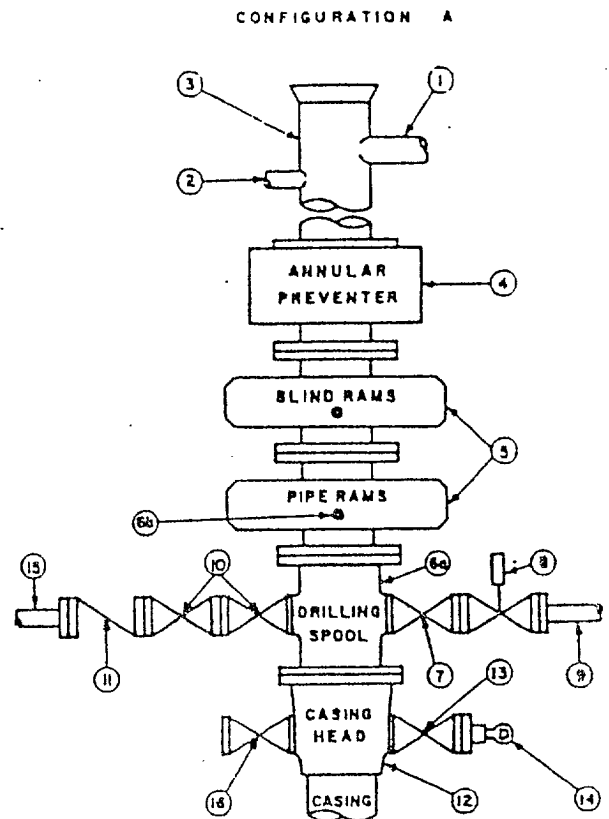 CONFIGURATION A
3
1
2
ANNULAR
PREVENTER
4
BLIND RAMS
5
PIPE RAMS
6b
6a
8
15
10
DRILLING
SPOOL
11
7
9
CASING
HEAD
13
16
12
14
CASING